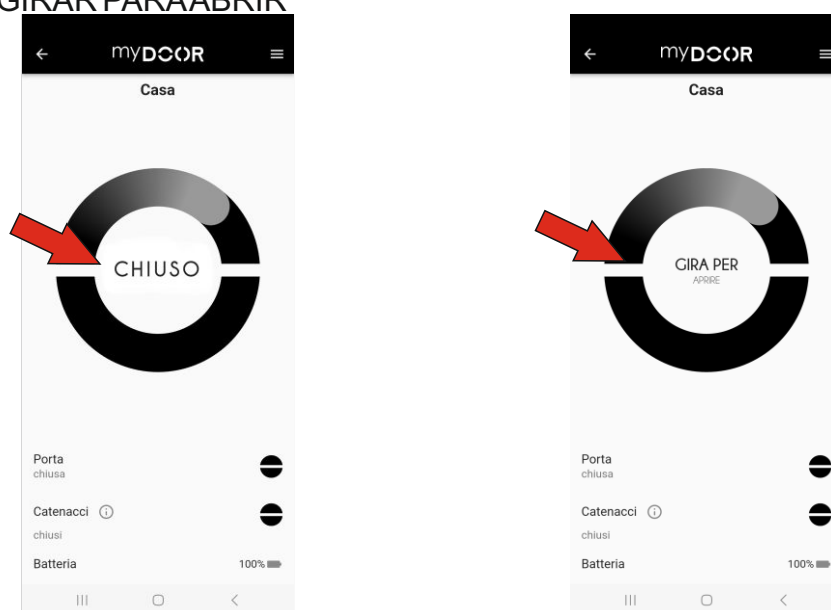 GIRAR PARA ABRIR
myDOOR
Casa
CHIUSO
Porta
chiusa
Catenacci
chiusi
Batteria 100%
myDOOR
Casa
GIRA PER
APRIRE
Porta
chiusa
Catenacci
chiusi
Batteria 100%